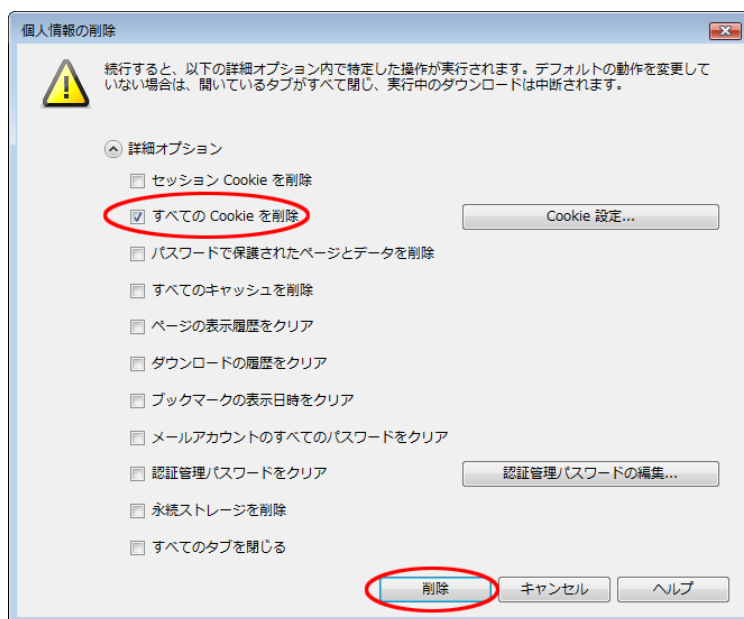 個人情報の削除
続行すると、以下の詳細オプション内で特定した操作が実行されます。デフォルトの動作を変更して
いない場合は、開いているタブがすべて閉じ、実行中のダウンロードは中断されます。
詳細オプション
セッション Cookie を削除
すべての Cookie を削除
Cookie 設定...
パスワードで保護されたページとデータを削除
すべてのキャッシュを削除
ページの表示履歴をクリア
ダウンロードの履歴をクリア
ブックマークの表示日時をクリア
メールアカウントのすべてのパスワードをクリア
認証管理パスワードをクリア
認証管理パスワードの編集...
永続ストレージを削除
すべてのタブを閉じる
削除
キャンセル
ヘルプ